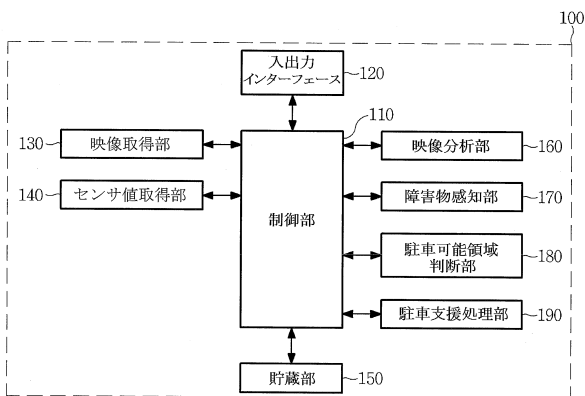 100
入出力
インターフェース
120
110
130
映像取得部
映像分析部
160
140
センサ値取得部
障害物感知部
170
制御部
駐車可能領域
判断部
180
駐車支援処理部
190
貯蔵部
150